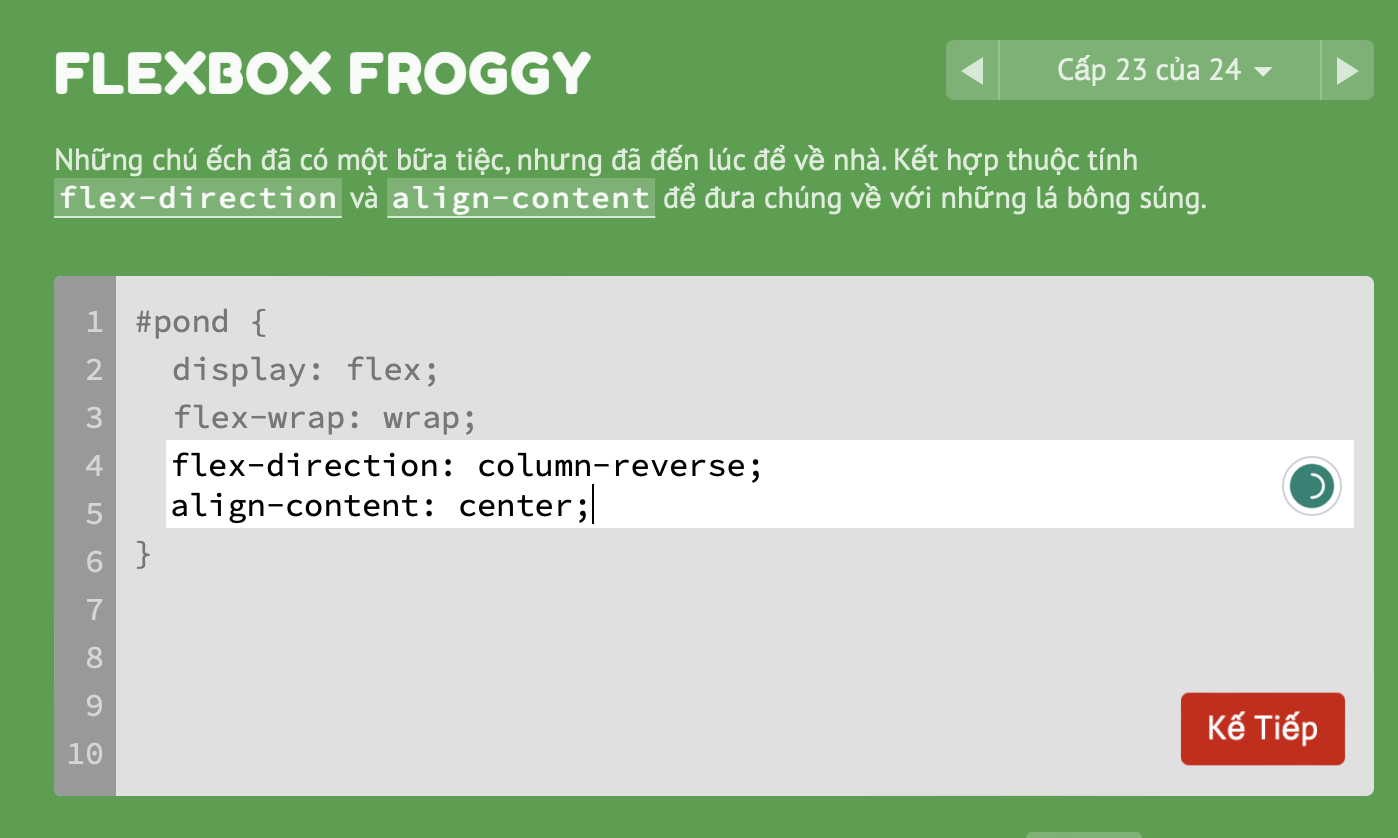 FLEXBOX FROGGY
Cấp 23 của 24
Những chú ếch đã có một bữa tiệc, nhưng đã đến lúc để về nhà. Kết hợp thuộc tính
flex-direction và align-content để đưa chúng về với những lá bông súng.
1 #pond {
2 display: flex;
3 flex-wrap: wrap;
4 flex-direction: column-reverse;
5 align-content: center;
6 }
7
8
9
10
Kế Tiếp